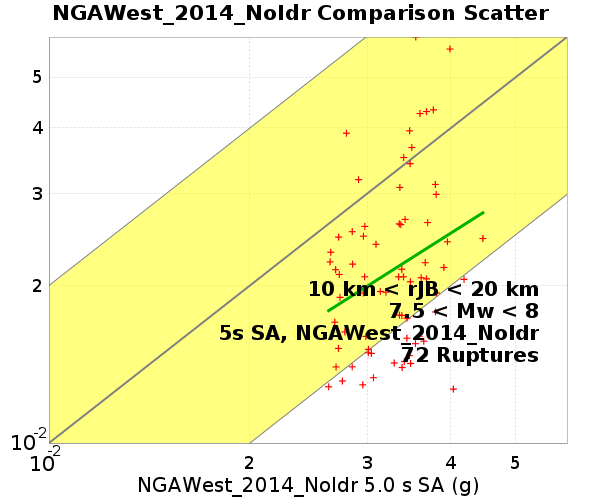 NGAWest_2014_NoIdr Comparison Scatter
5
4
3
2
10-2
10 km < rJB < 20 km
7.5 < Mw < 8
5s SA, NGAWest_2014_NoIdr
72 Ruptures
10-2
2
3
4
5
NGAWest_2014_NoIdr 5.0 s SA (g)